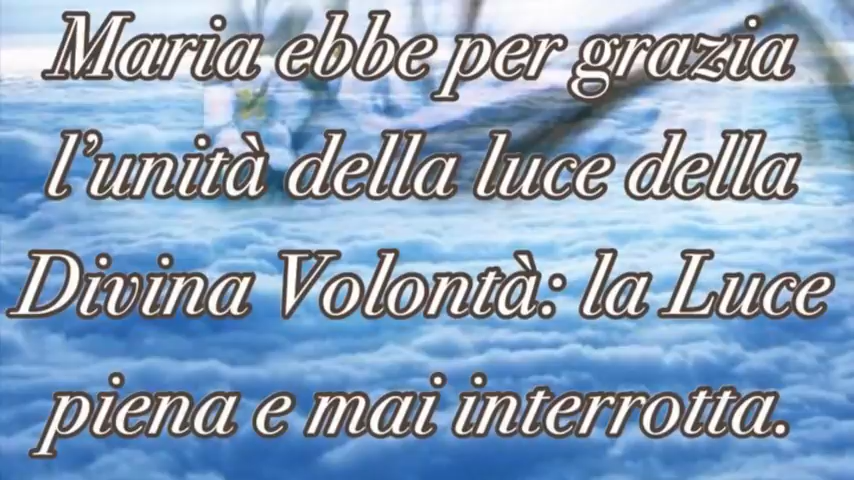 Maria ebbe per grazia
l’unità della luce della
Divina Volontà: la Luce
piena e mai interrotta.